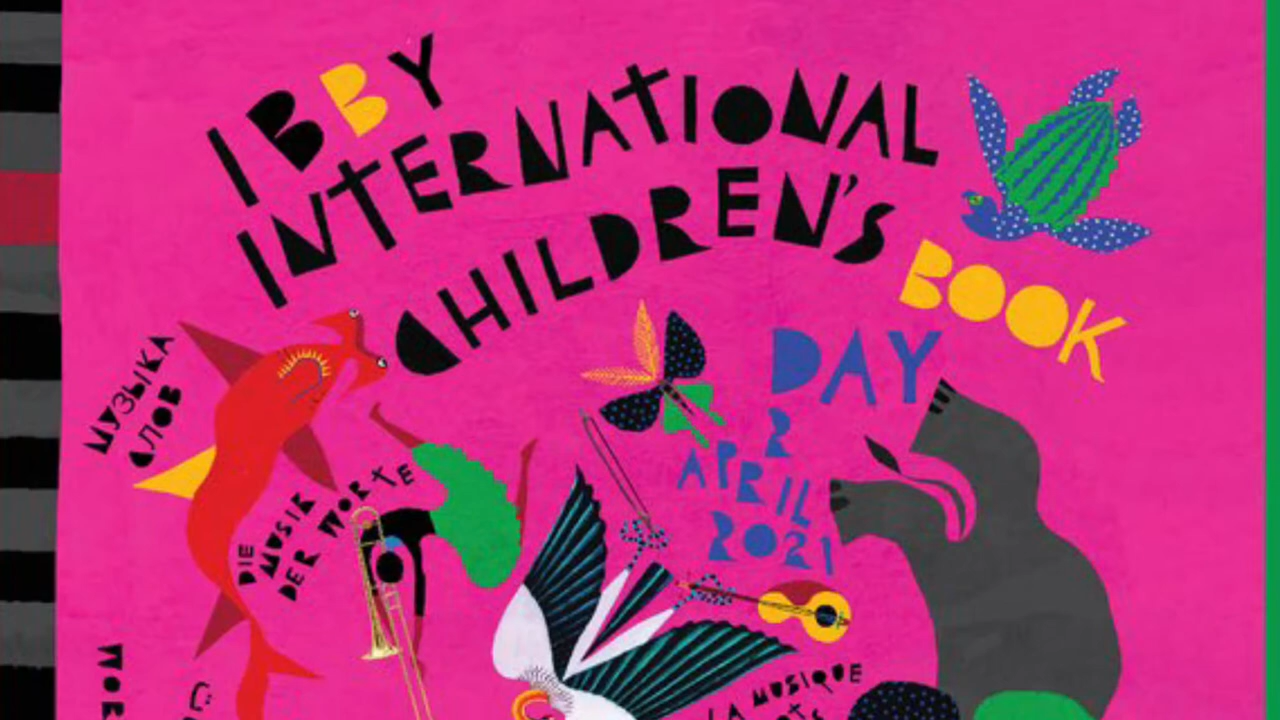 IBBY
INTERNATIONAL
CHILDREN'S
BOOK
DAY
2
APRIL
2021
МУЗЫКА
СЛОВ
DIE
MUSIK
DER WORTE
LA MUSIQUE